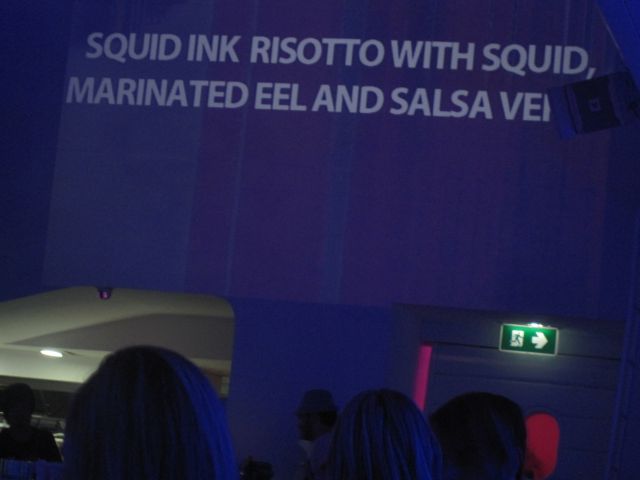 SQUID INK RISOTTO WITH SQUID,
MARINATED EEL AND SALSA